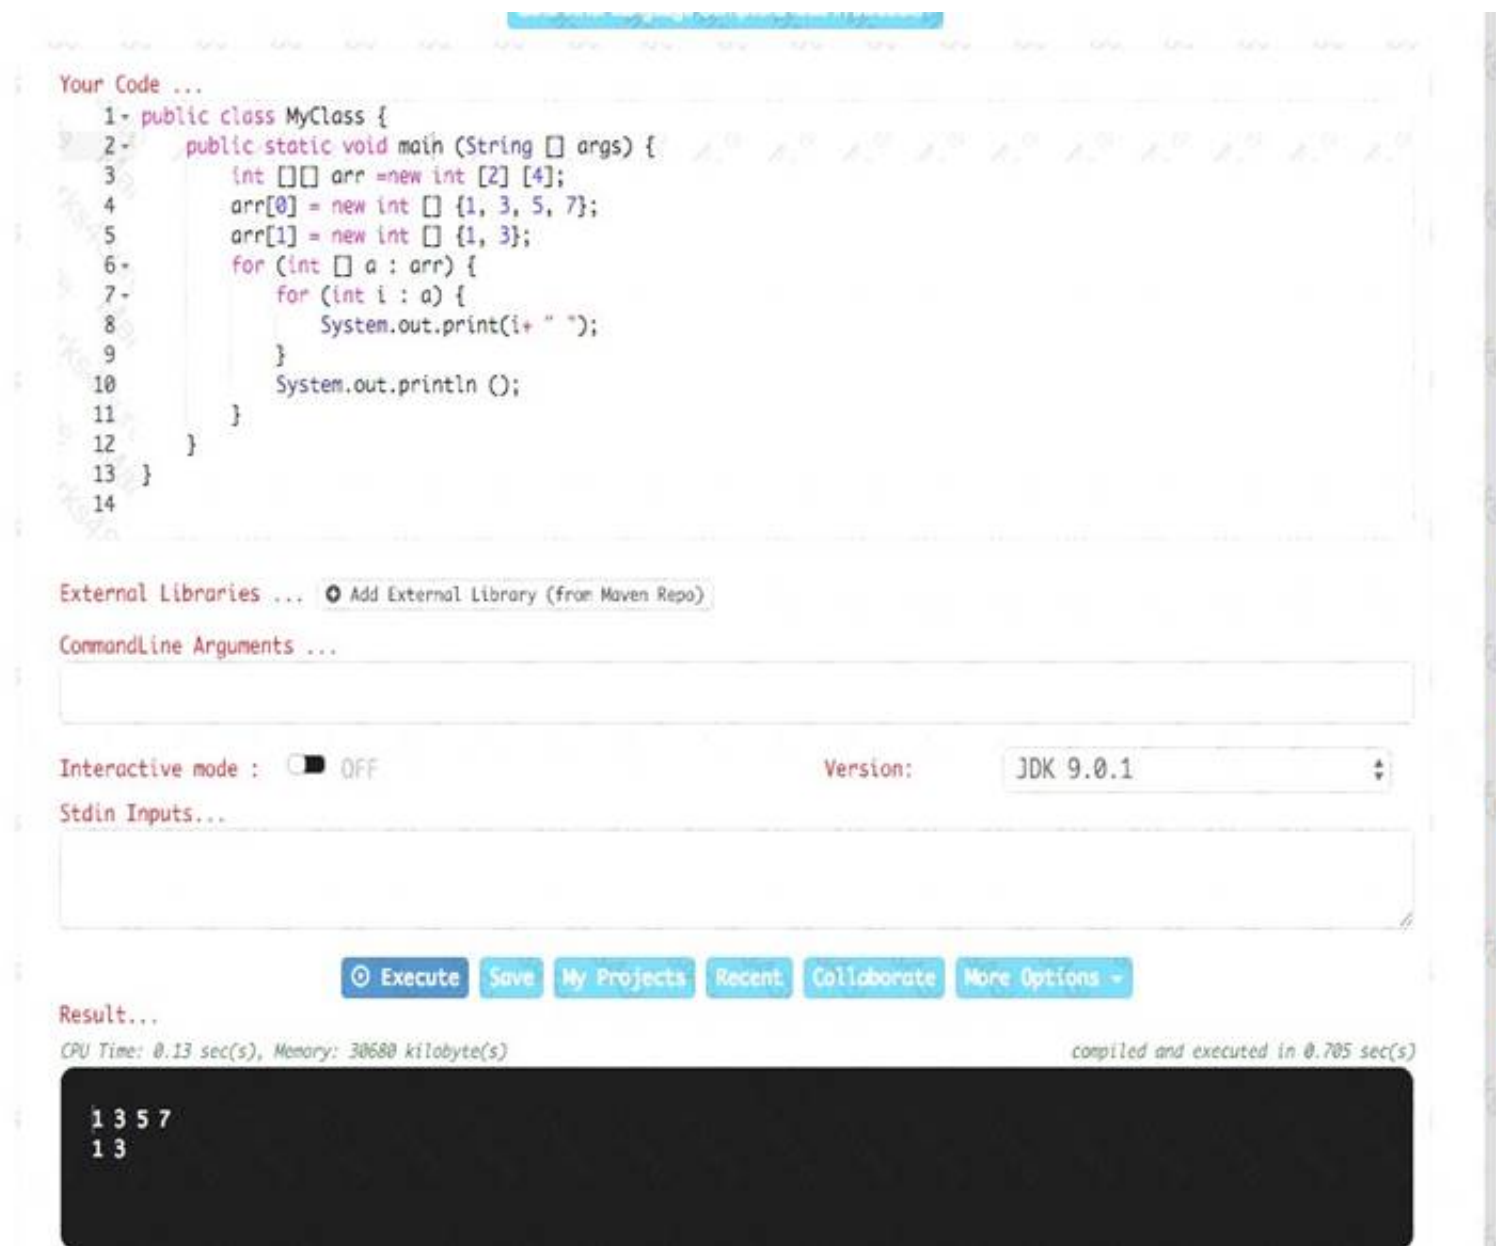 Your Code ...
1 public class MyClass {
2 public static void main (String [] args) {
3 int [][] arr =new int [2] [4];
4 arr[0] = new int [] {1, 3, 5, 7};
5 arr[1] = new int [] {1, 3};
6 for (int [] a : arr) {
7 for (int i : a) {
8 System.out.print(i+ " ");
9 }
10 System.out.println ();
11 }
12 }
13 }
14
External Libraries ... Add External Library (from Maven Repo)
CommandLine Arguments ...
Interactive mode : OFF Version: JDK 9.0.1
Stdin Inputs...
Execute Save My Projects Recent Collaborate More Options
Result...
CPU Time: 0.13 sec(s), Memory: 30680 kilobyte(s) compiled and executed in 0.705 sec(s)
1 3 5 7
1 3